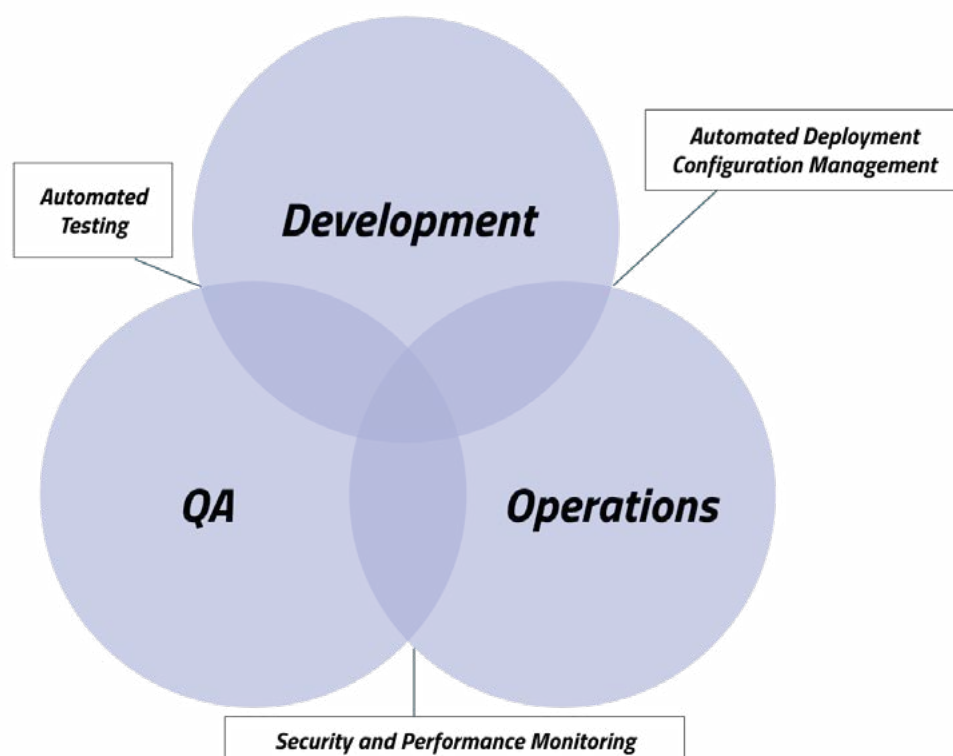 Automated Deployment
Configuration Management
Automated
Testing
Development
QA
Operations
Security and Performance Monitoring